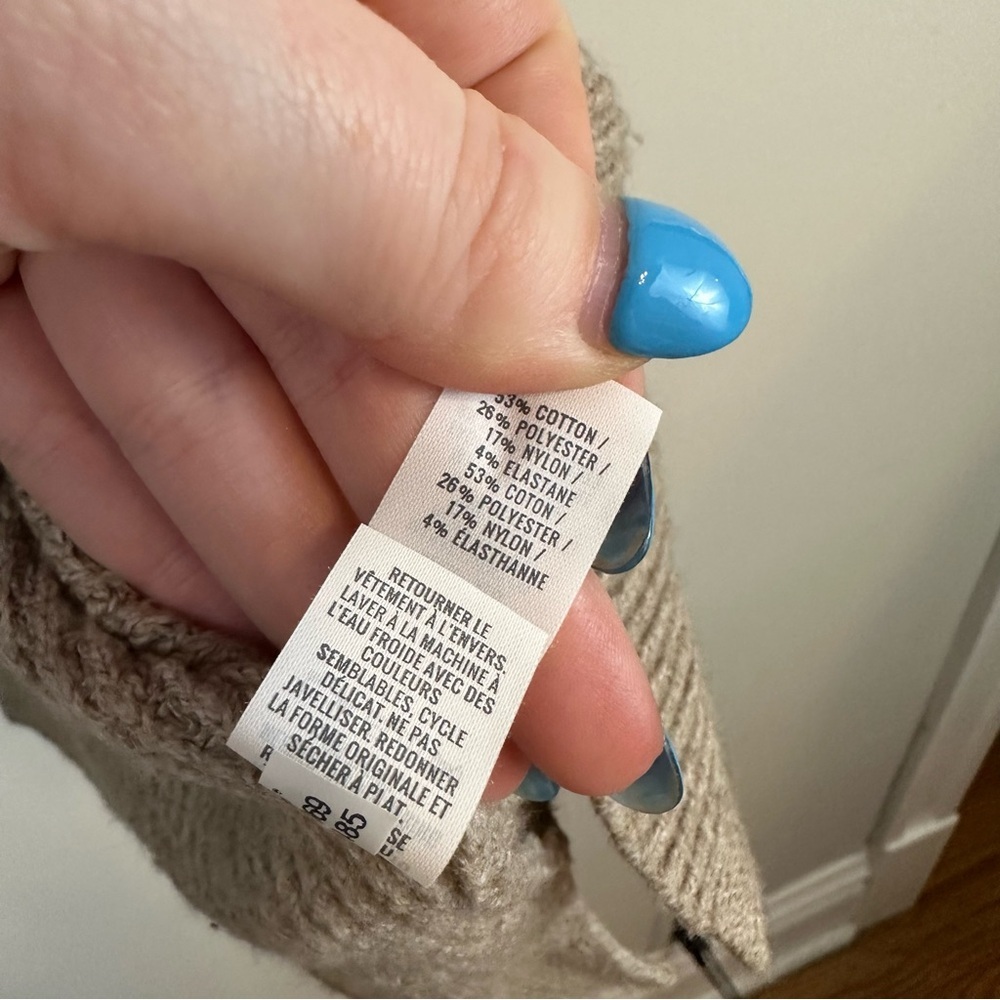 53% COTTON /
26% POLYESTER /
17% NYLON /
4% ELASTANE
53% COTON /
26% POLYESTER /
17% NYLON /
4% ÉLASTHANNE
RETOURNER LE
VÊTEMENT À L'ENVERS,
LAVER À LA MACHINE À
L'EAU FROIDE AVEC DES
COULEURS
SEMBLABLES, CYCLE
DÉLICAT. NE PAS
JAVELLISER. REDONNER
LA FORME ORIGINALE ET
SÉCHER À PLAT.